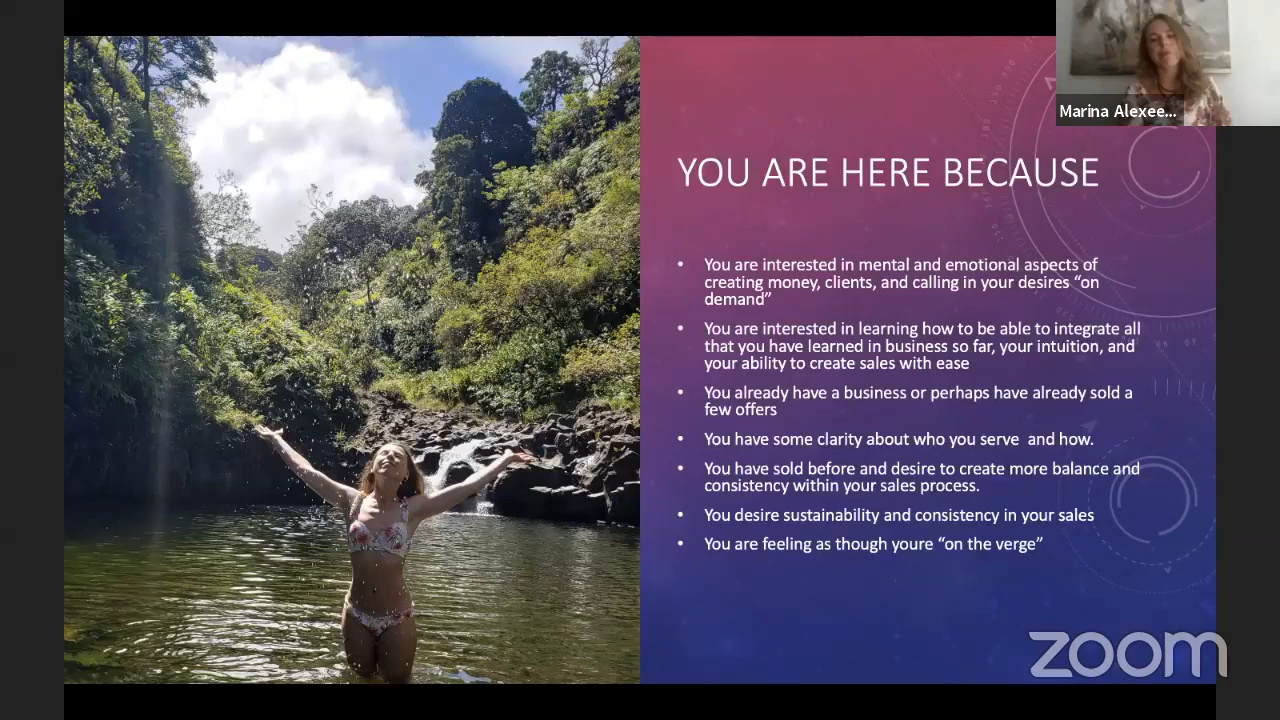 Marina Alexee...
YOU ARE HERE BECAUSE
• You are interested in mental and emotional aspects of
creating money, clients, and calling in your desires “on
demand”
• You are interested in learning how to be able to integrate all
that you have learned in business so far, your intuition, and
your ability to create sales with ease
• You already have a business or perhaps have already sold a
few offers
• You have some clarity about who you serve  and how.
• You have sold before and desire to create more balance and
consistency within your sales process.
• You desire sustainability and consistency in your sales
• You are feeling as though youre “on the verge”
zoom